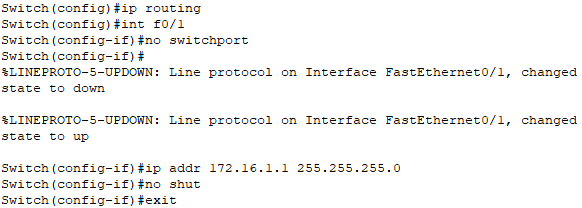 Switch(config)#ip routing
Switch(config)#int f0/1
Switch(config-if)#no switchport
Switch(config-if)#
%LINEPROTO-5-UPDOWN: Line protocol on Interface FastEthernet0/1, changed
state to down
%LINEPROTO-5-UPDOWN: Line protocol on Interface FastEthernet0/1, changed
state to up
Switch(config-if)#ip addr 172.16.1.1 255.255.255.0
Switch(config-if)#no shut
Switch(config-if)#exit